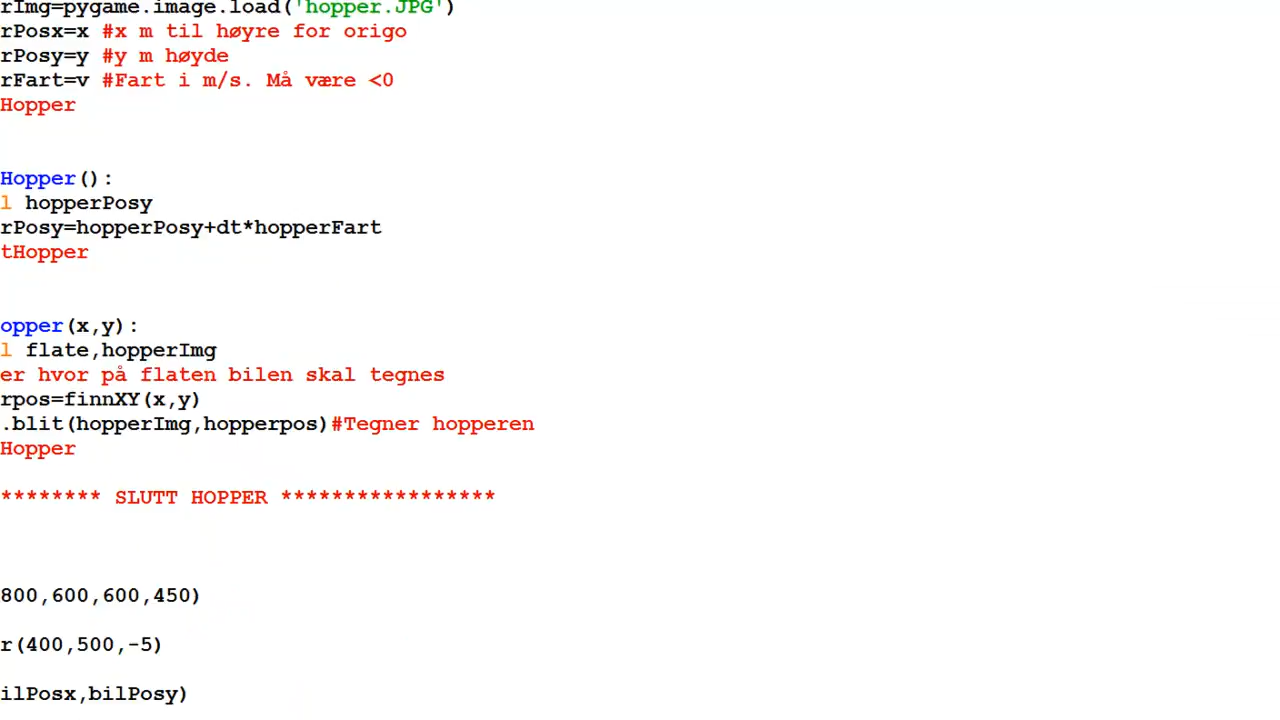 rImg=pygame.image.load('hopper.JPG')
rPosx=x #x m til høyre for origo
rPosy=y #y m høyde
rFart=v #Fart i m/s. Må være <0
Hopper
Hopper():
l hopperPosy
rPosy=hopperPosy+dt*hopperFart
tHopper
opper(x,y):
l flate,hopperImg
er hvor på flaten bilen skal tegnes
rpos=finnXY(x,y)
.blit(hopperImg,hopperpos)#Tegner hopperen
Hopper
******** SLUTT HOPPER *****************
800,600,600,450)
r(400,500,-5)
ilPosx,bilPosy)